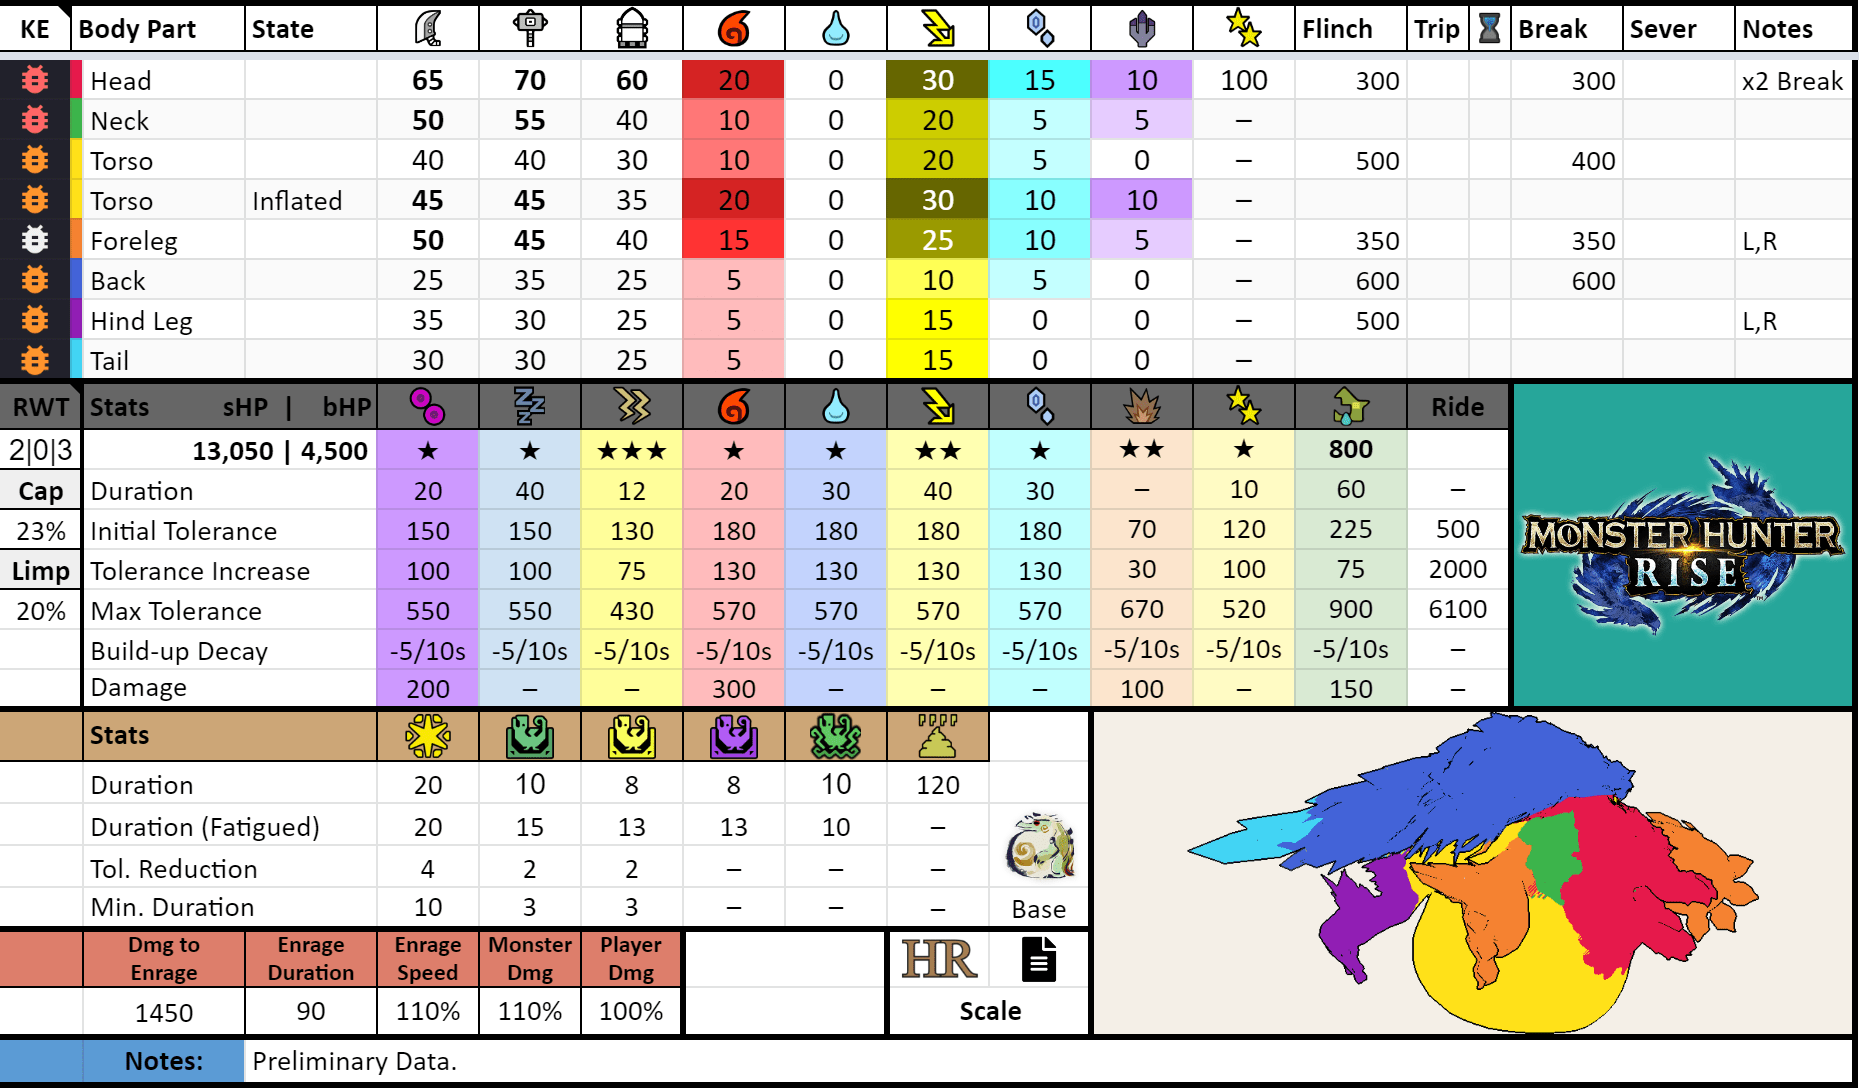 KE Body Part State Flinch Trip Break Sever Notes
Head 65 70 60 20 0 30 15 10 100 300 300 x2 Break
Neck 50 55 40 10 0 20 5 5 –
Torso 40 40 30 10 0 20 5 0 – 500 400
Torso Inflated 45 45 35 20 0 30 10 10 –
Foreleg 50 45 40 15 0 25 10 5 – 350 350 L,R
Back 25 35 25 5 0 10 5 0 – 600 600
Hind Leg 35 30 25 5 0 15 0 0 – 500 L,R
Tail 30 30 25 5 0 15 0 0 –
RWT Stats sHP | bHP Ride
2|0|3 13,050 | 4,500 ★ ★ ★★★ ★ ★ ★★ ★ ★★ ★ 800
Cap Duration 20 40 12 20 30 40 30 – 10 60 –
23% Initial Tolerance 150 150 130 180 180 180 180 70 120 225 500
Limp Tolerance Increase 100 100 75 130 130 130 130 30 100 75 2000
20% Max Tolerance 550 550 430 570 570 570 570 670 520 900 6100
Build-up Decay -5/10s -5/10s -5/10s -5/10s -5/10s -5/10s -5/10s -5/10s -5/10s -5/10s –
Damage 200 – – 300 – – – 100 – 150 –
MONSTER HUNTER
RISE
Stats
Duration 20 10 8 8 10 120
Duration (Fatigued) 20 15 13 13 10 –
Tol. Reduction 4 2 2 – – –
Min. Duration 10 3 3 – – – Base
Dmg to Enrage Enrage Duration Enrage Speed Monster Dmg Player Dmg HR
1450 90 110% 110% 100% Scale
Notes: Preliminary Data.